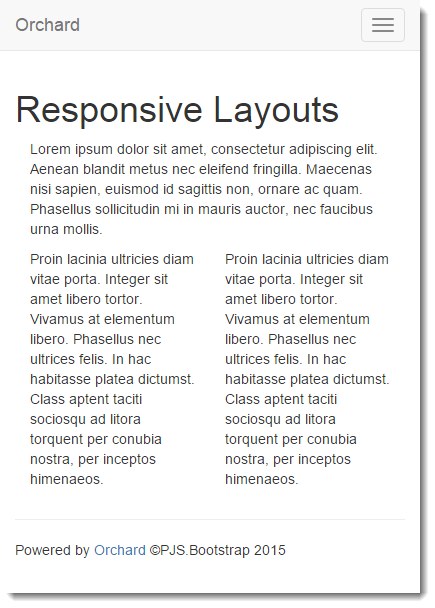 Orchard
Responsive Layouts
Lorem ipsum dolor sit amet, consectetur adipiscing elit.
Aenean blandit metus nec eleifend fringilla. Maecenas
nisi sapien, euismod id sagittis non, ornare ac quam.
Phasellus sollicitudin mi in mauris auctor, nec faucibus
urna mollis.
Proin lacinia ultricies diam
vitae porta. Integer sit
amet libero tortor.
Vivamus at elementum
libero. Phasellus nec
ultrices felis. In hac
habitasse platea dictumst.
Class aptent taciti
sociosqu ad litora
torquent per conubia
nostra, per inceptos
himenaeos.
Proin lacinia ultricies diam
vitae porta. Integer sit
amet libero tortor.
Vivamus at elementum
libero. Phasellus nec
ultrices felis. In hac
habitasse platea dictumst.
Class aptent taciti
sociosqu ad litora
torquent per conubia
nostra, per inceptos
himenaeos.
Powered by Orchard ©PJS.Bootstrap 2015